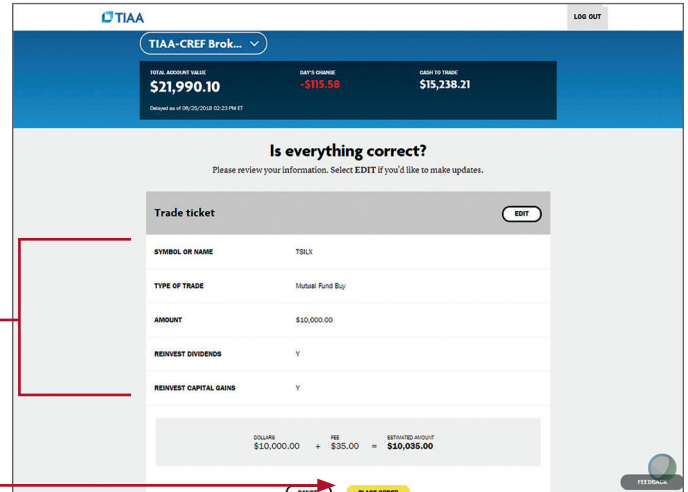 TIAA
LOG OUT
TIAA-CREF Brok...
TOTAL ACCOUNT VALUE
DAY'S CHANGE
CASH TO TRADE
$21,990.10
-$115.58
$15,238.21
Delayed as of 06/25/2018 02:23 PM ET
Is everything correct?
Please review your information. Select EDIT if you'd like to make updates.
Trade ticket
EDIT
SYMBOL OR NAME TSILX
TYPE OF TRADE Mutual Fund Buy
AMOUNT $10,000.00
REINVEST DIVIDENDS Y
REINVEST CAPITAL GAINS Y
DOLLARS FEE ESTIMATED AMOUNT
$10,000.00 + $35.00 = $10,035.00
CANCEL PLACE ORDER
FEEDBACK